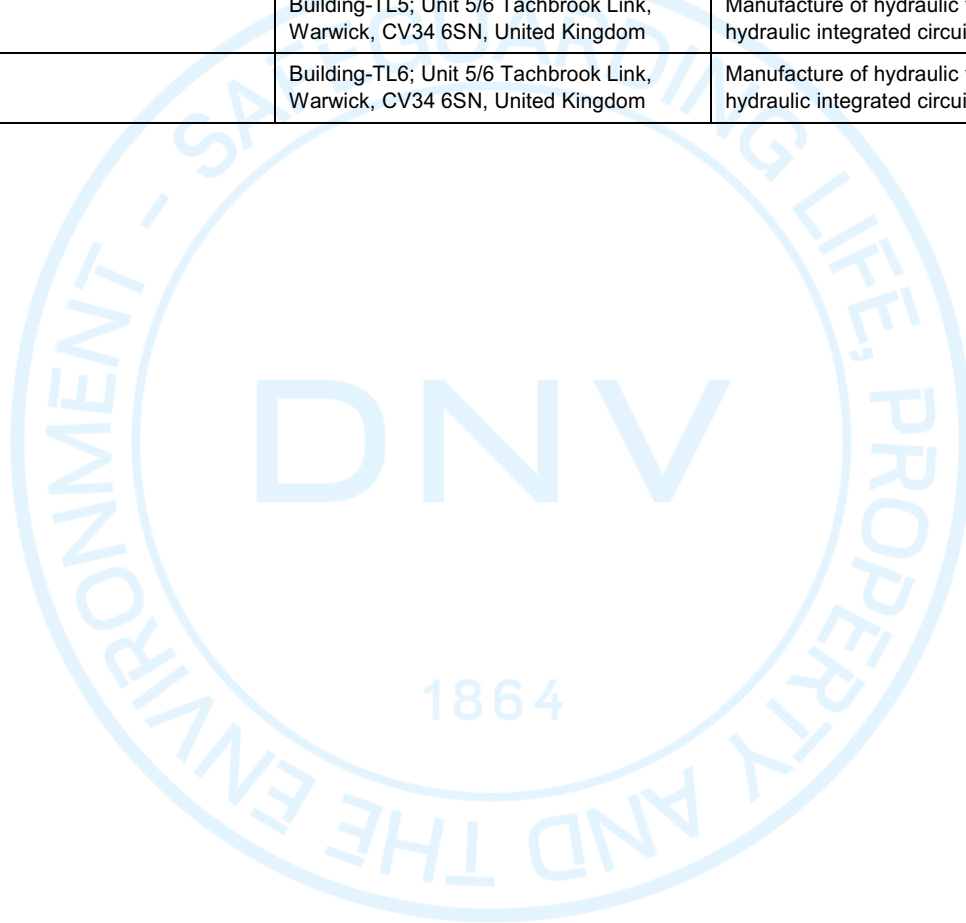 Building-TL5; Unit 5/6 Tachbrook Link,
Warwick, CV34 6SN, United Kingdom
Manufacture of hydraulic
hydraulic integrated
Building-TL6; Unit 5/6 Tachbrook Link,
Warwick, CV34 6SN, United Kingdom
Manufacture of hydraulic
hydraulic integrated
SAFEGUARDING LIFE, PROPERTY AND THE ENVIRONMENT -
DNV
1864